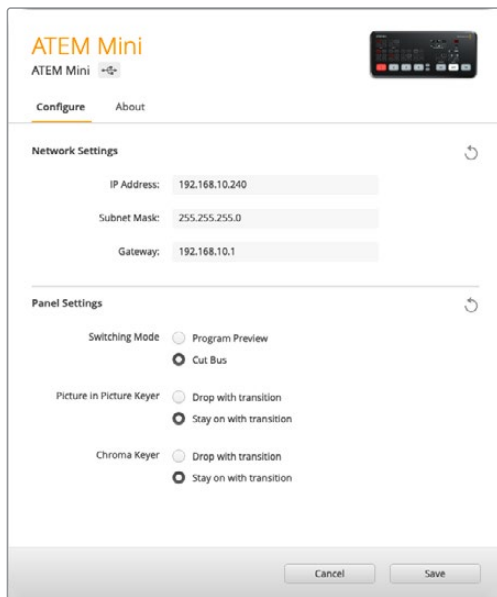 ATEM Mini
ATEM Mini
Configure About
Network Settings
IP Address: 192.168.10.240
Subnet Mask: 255.255.255.0
Gateway: 192.168.10.1
Panel Settings
Switching Mode Program Preview
Cut Bus
Picture in Picture Keyer Drop with transition
Stay on with transition
Chroma Keyer Drop with transition
Stay on with transition
Cancel Save